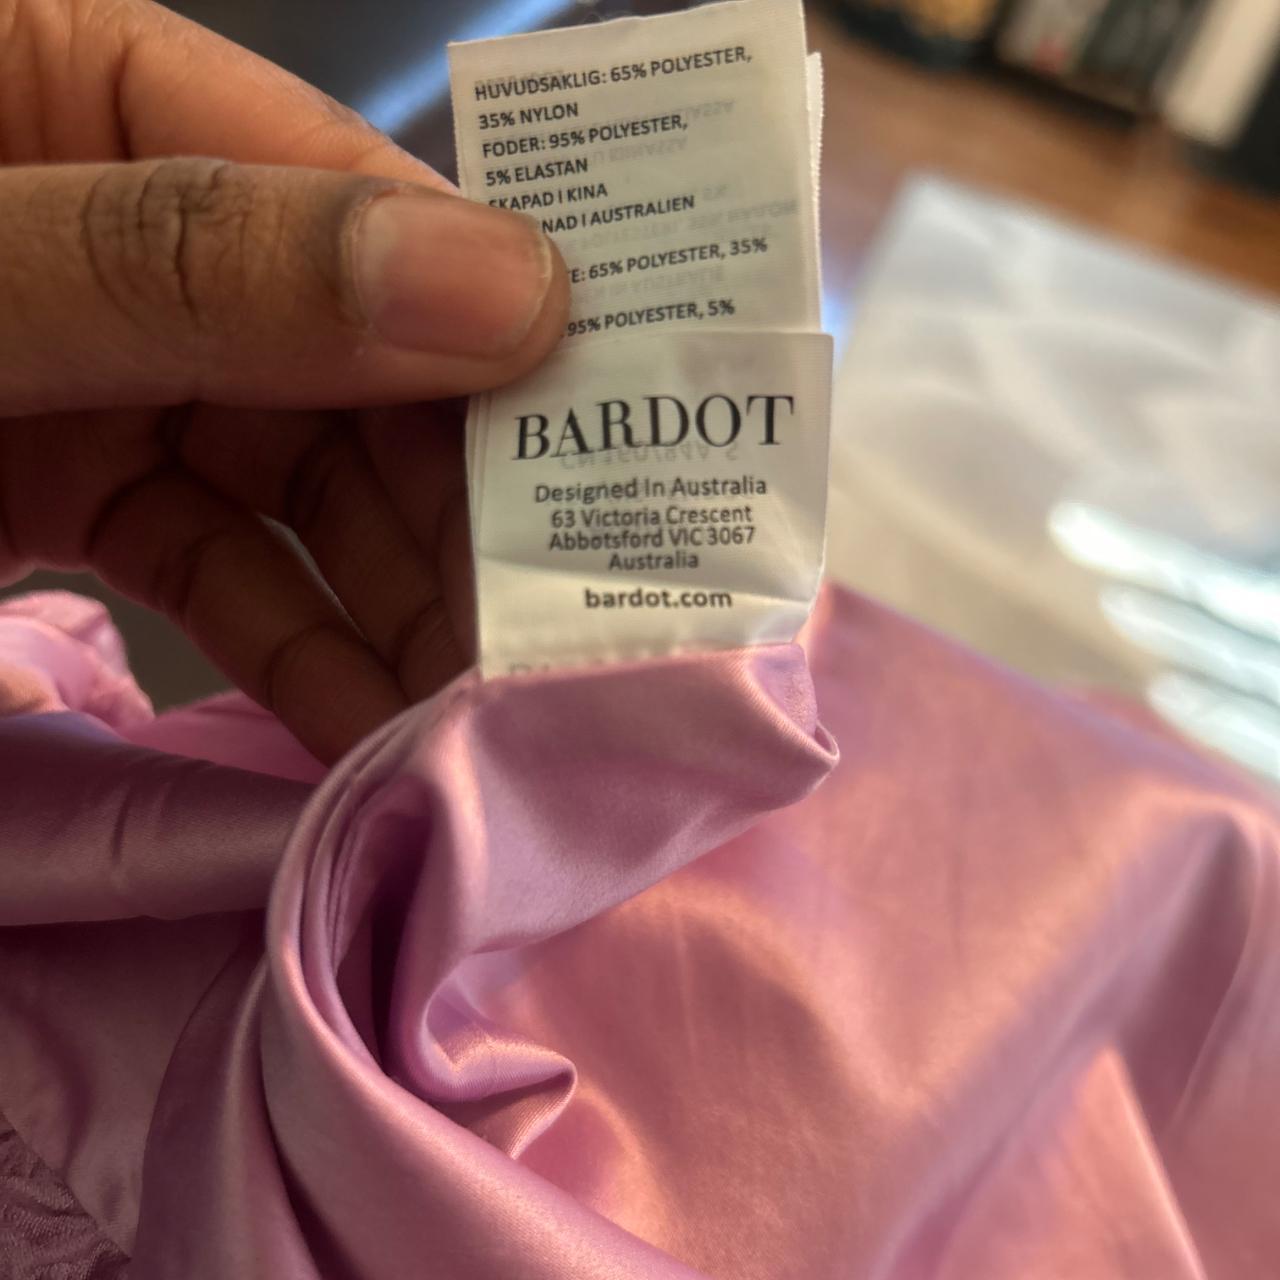 HUVUDSAKLIG: 65% POLYESTER,
35% NYLON
FODER: 95% POLYESTER,
5% ELASTAN
SKAPAD I KINA
NAD I AUSTRALIEN
E: 65% POLYESTER, 35%
95% POLYESTER, 5%
BARDOT
Designed In Australia
63 Victoria Crescent
Abbotsford VIC 3067
Australia
bardot.com